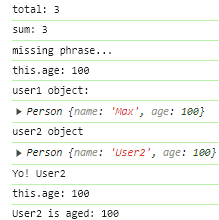 total: 3
sum: 3
missing phrase...
this.age: 100
user1 object:
▶ Person {name: 'Max', age: 100}
user2 object
▶ Person {name: 'User2', age: 100}
Yo! User2
this.age: 100
User2 is aged: 100